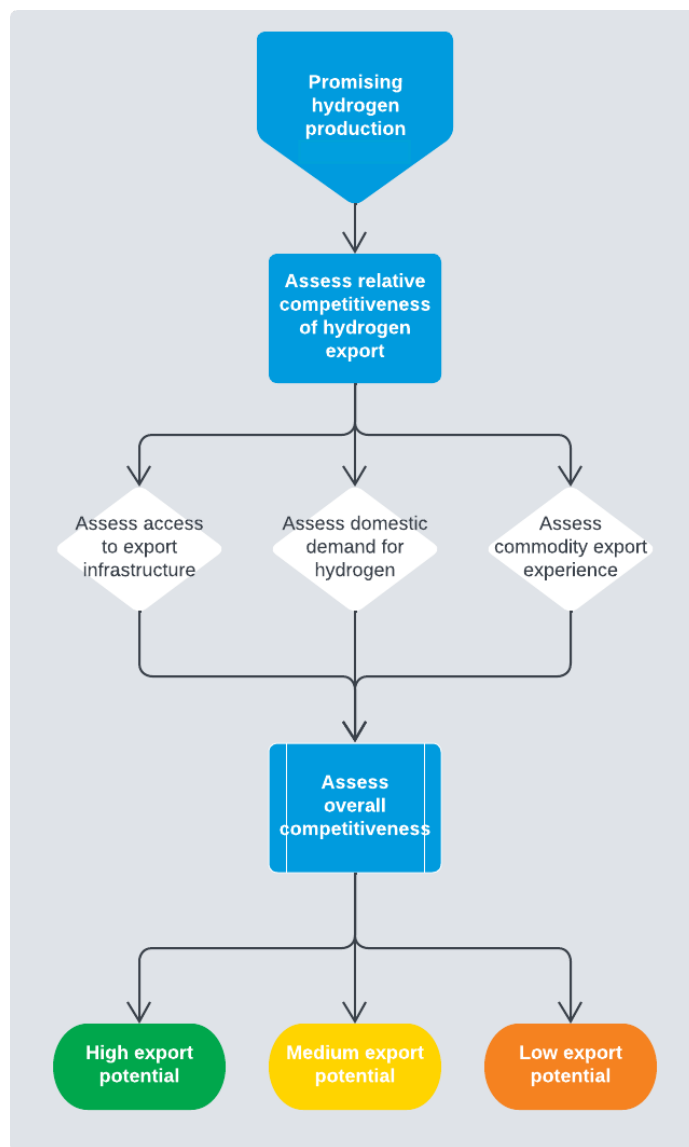 Promising
hydrogen
production
Assess relative
competitiveness
of hydrogen
export
Assess access
to export
infrastructure
Assess domestic
demand for
hydrogen
Assess
commodity export
experience
Assess
overall
competitiveness
High export
potential
Medium export
potential
Low export
potential